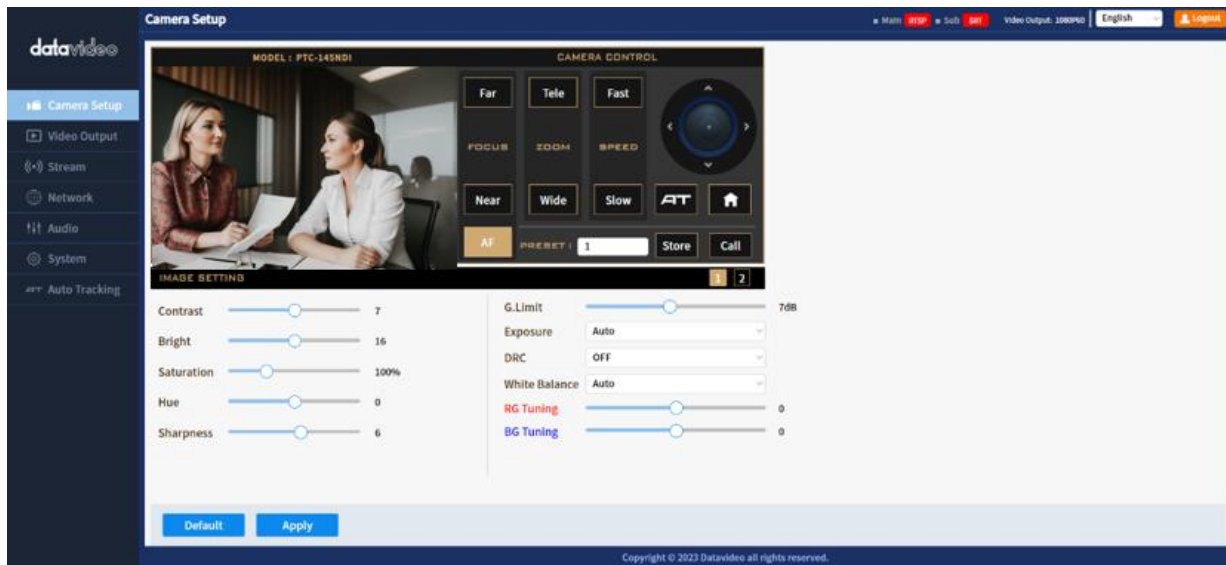 Camera Setup
Main RTSP Sub SRT Video Output: 1080P60 English Logout
datavideo
Camera Setup
Video Output
Stream
Network
Audio
System
Auto Tracking
MODEL : PTC-145NDI
CAMERA CONTROL
Far Tele Fast
FOCUS ZOOM SPEED
Near Wide Slow AT
AF PRESET : 1 Store Call
IMAGE SETTING 1 2
Contrast 7
Bright 16
Saturation 100%
Hue 0
Sharpness 6
G.Limit 7dB
Exposure Auto
DRC OFF
White Balance Auto
RG Tuning 0
BG Tuning 0
Default Apply
Copyright © 2023 Datavideo all rights reserved.